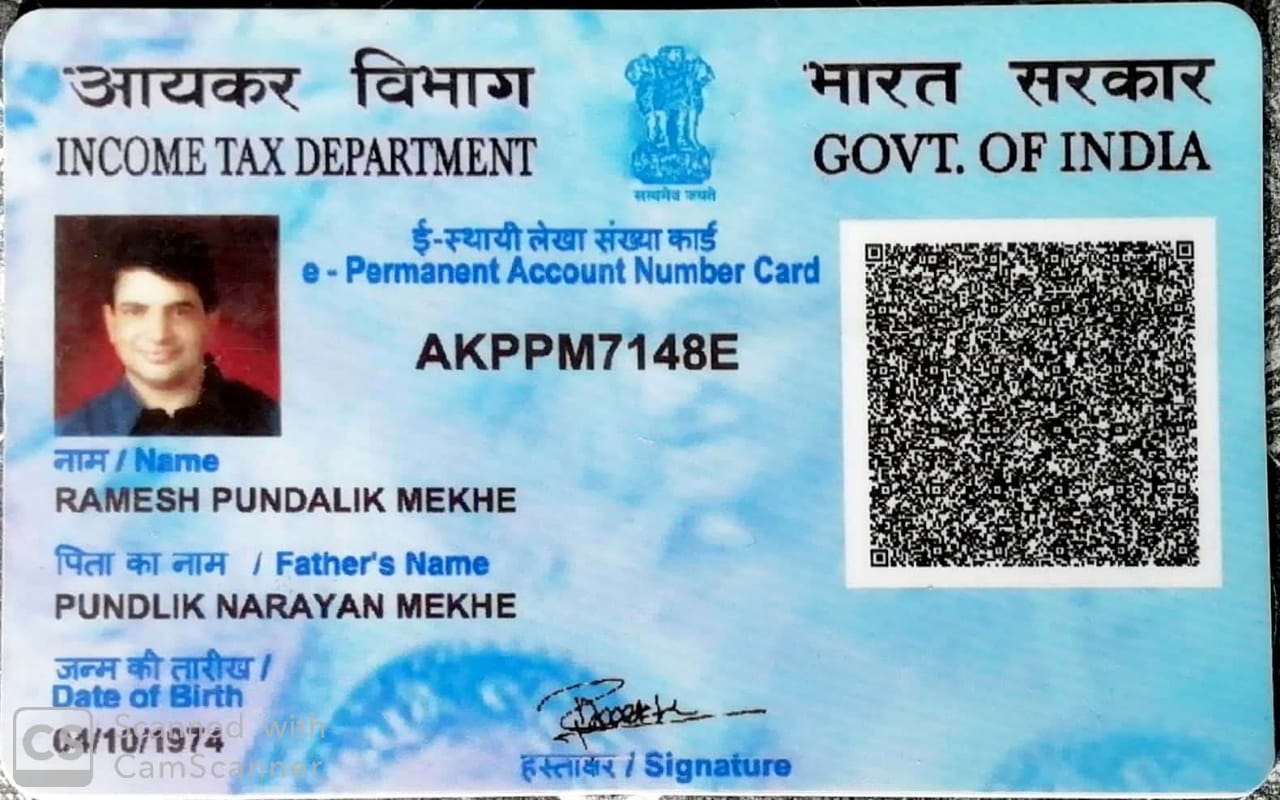 आयकर विभाग
INCOME TAX DEPARTMENT
सत्यमेव जयते
भारत सरकार
GOVT. OF INDIA
ई-स्थायी लेखा संख्या कार्ड
e - Permanent Account Number Card
AKPPM7148E
नाम / Name
RAMESH PUNDALIK MEKHE
पिता का नाम / Father's Name
PUNDLIK NARAYAN MEKHE
जन्म की तारीख /
Date of Birth
04/10/1974
हस्ताक्षर / Signature
CS
Scanned with
CamScanner